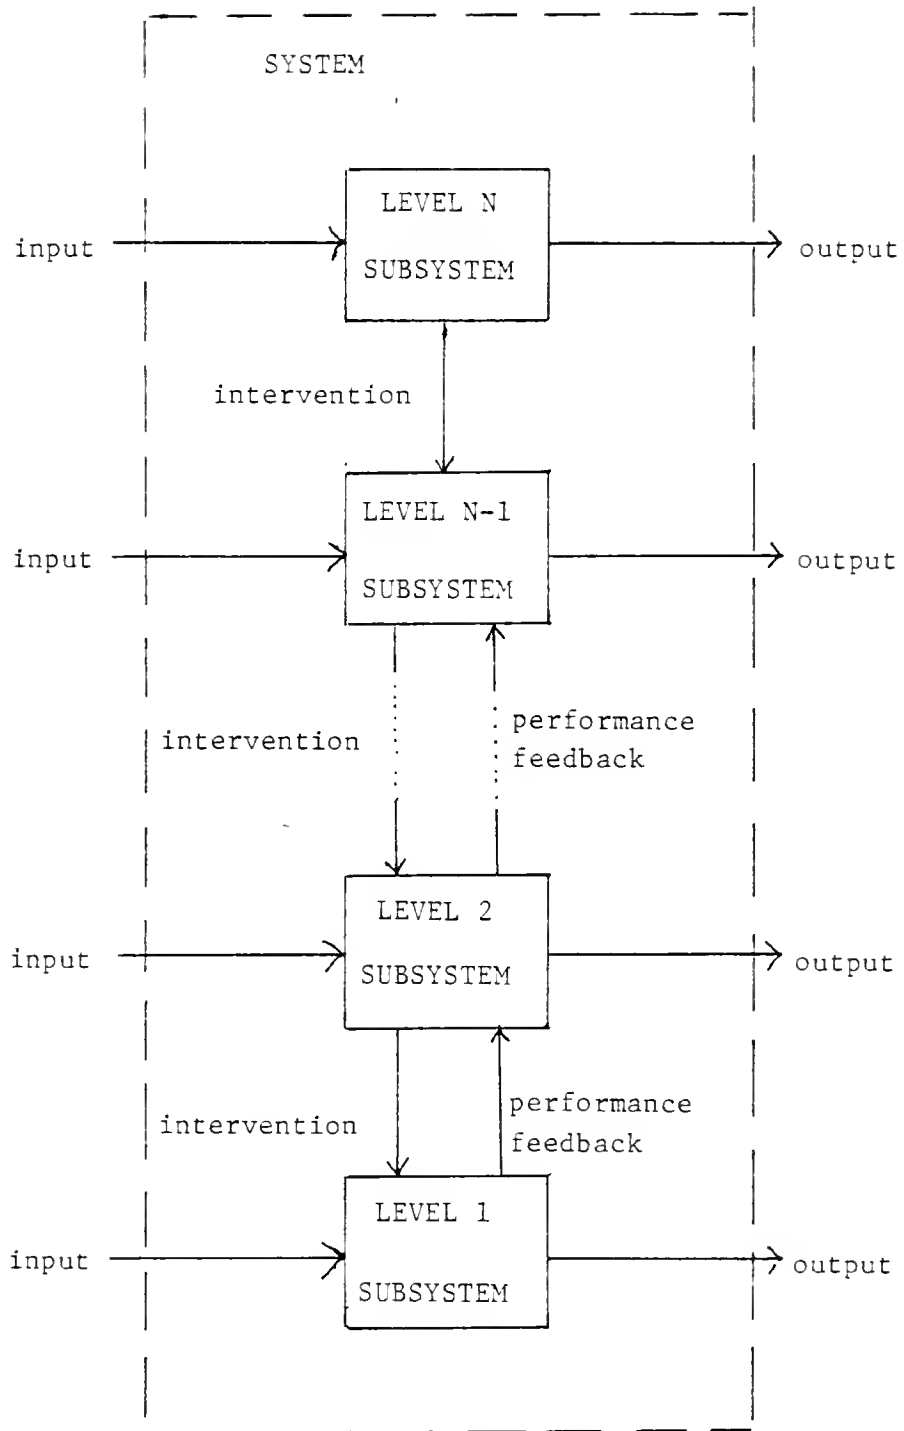 SYSTEM
LEVEL N
input
output
SUBSYSTEM
intervention
LEVEL N-1
input
output
SUBSYSTEM
intervention
performance
feedback
LEVEL 2
input
output
SUBSYSTEM
intervention
performance
feedback
LEVEL 1
input
output
SUBSYSTEM